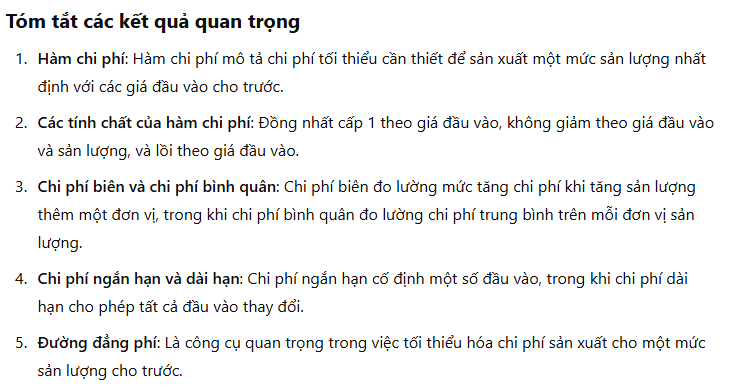 Tóm tắt các kết quả quan trọng
1. Hàm chi phí: Hàm chi phí mô tả chi phí tối thiểu cần thiết để sản xuất một mức sản lượng nhất
định với các giá đầu vào cho trước.
2. Các tính chất của hàm chi phí: Đồng nhất cấp 1 theo giá đầu vào, không giảm theo giá đầu vào
và sản lượng, và lồi theo giá đầu vào.
3. Chi phí biên và chi phí bình quân: Chi phí biên đo lường mức tăng chi phí khi tăng sản lượng
thêm một đơn vị, trong khi chi phí bình quân đo lường chi phí trung bình trên mỗi đơn vị sản
lượng.
4. Chi phí ngắn hạn và dài hạn: Chi phí ngắn hạn cố định một số đầu vào, trong khi chi phí dài
hạn cho phép tất cả đầu vào thay đổi.
5. Đường đẳng phí: Là công cụ quan trọng trong việc tối thiểu hóa chi phí sản xuất cho một mức
sản lượng cho trước.